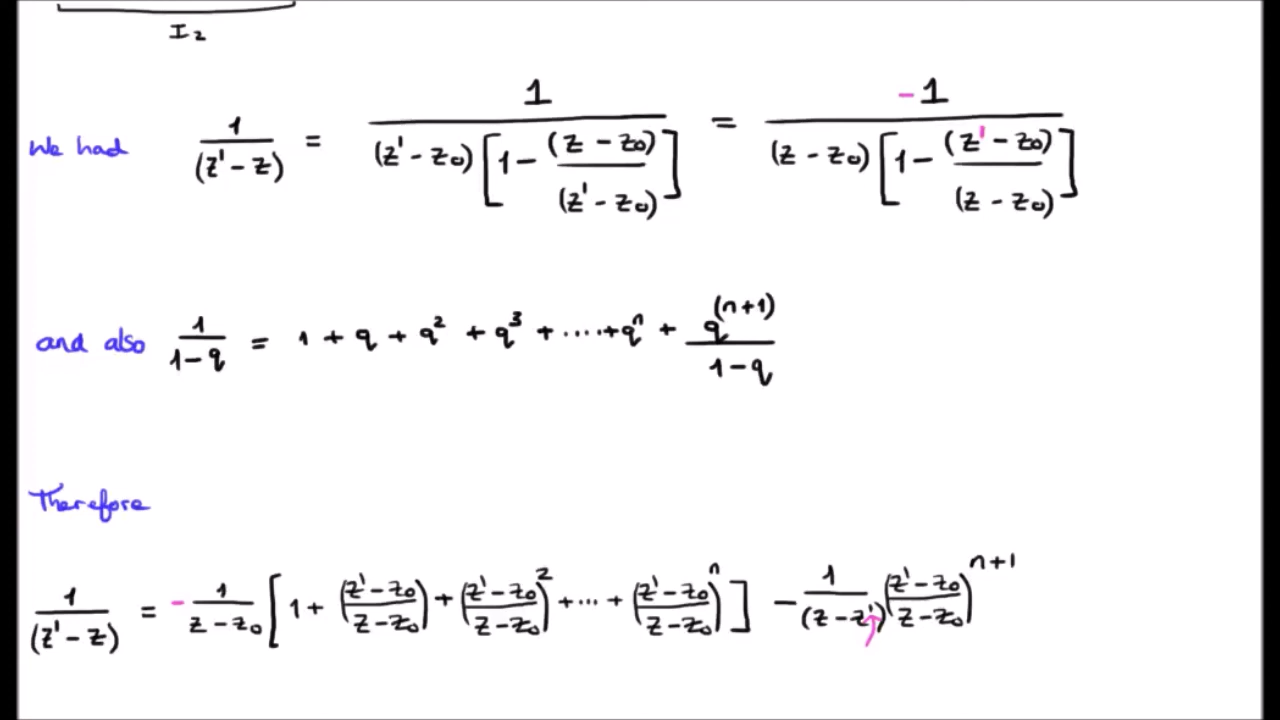 I₂
We had 1/(z' - z) = 1/((z' - z₀)[1 - (z - z₀)/(z' - z₀)]) = -1/((z - z₀)[1 - (z' - z₀)/(z - z₀)])
and also 1/(1-q) = 1 + q + q² + q³ + ....+ qⁿ + q^(n+1)/(1-q)
Therefore
1/(z' - z) = - 1/(z - z₀) [1 + ((z' - z₀)/(z - z₀)) + ((z' - z₀)/(z - z₀))² + ... + ((z' - z₀)/(z - z₀))ⁿ] - 1/(z - z') ((z' - z₀)/(z - z₀))^n+1